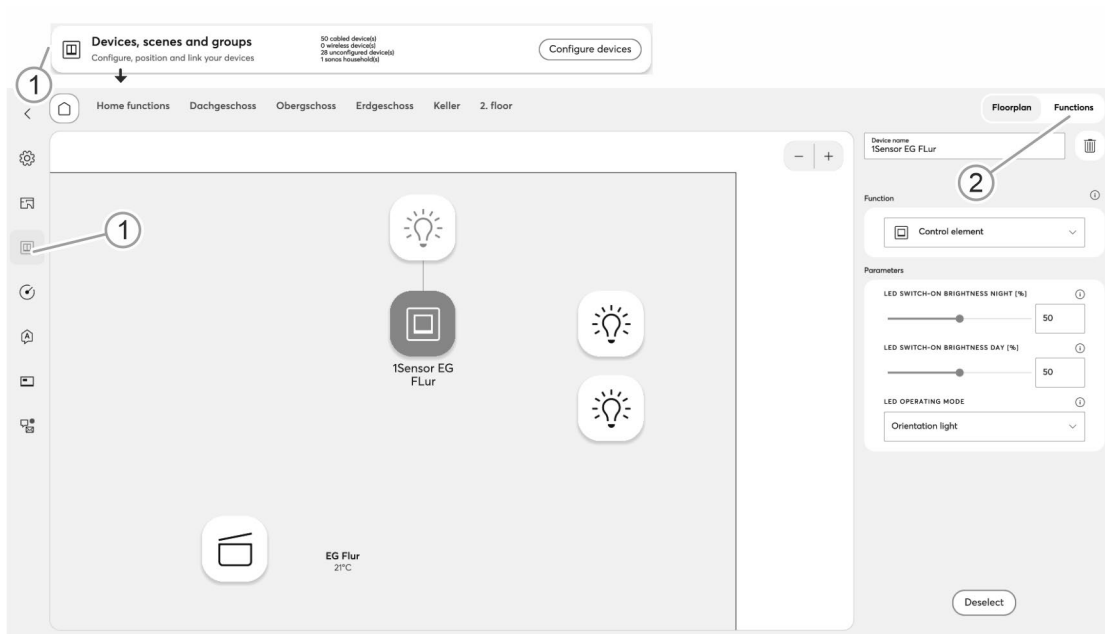 1
Devices, scenes and groups
Configure, position and link your devices
50 cabled device(s)
0 wireless device(s)
28 unconfigured device(s)
1 sonos household(s)
Configure devices
Home functions Dachgeschoss Obergschoss Erdgeschoss Keller 2. floor
Floorplan Functions
- +
Device name
1Sensor EG FLur
2
Function
Control element
1
Parameters
LED SWITCH-ON BRIGHTNESS NIGHT [%]
50
LED SWITCH-ON BRIGHTNESS DAY [%]
50
LED OPERATING MODE
Orientation light
1Sensor EG
FLur
EG Flur
21°C
Deselect